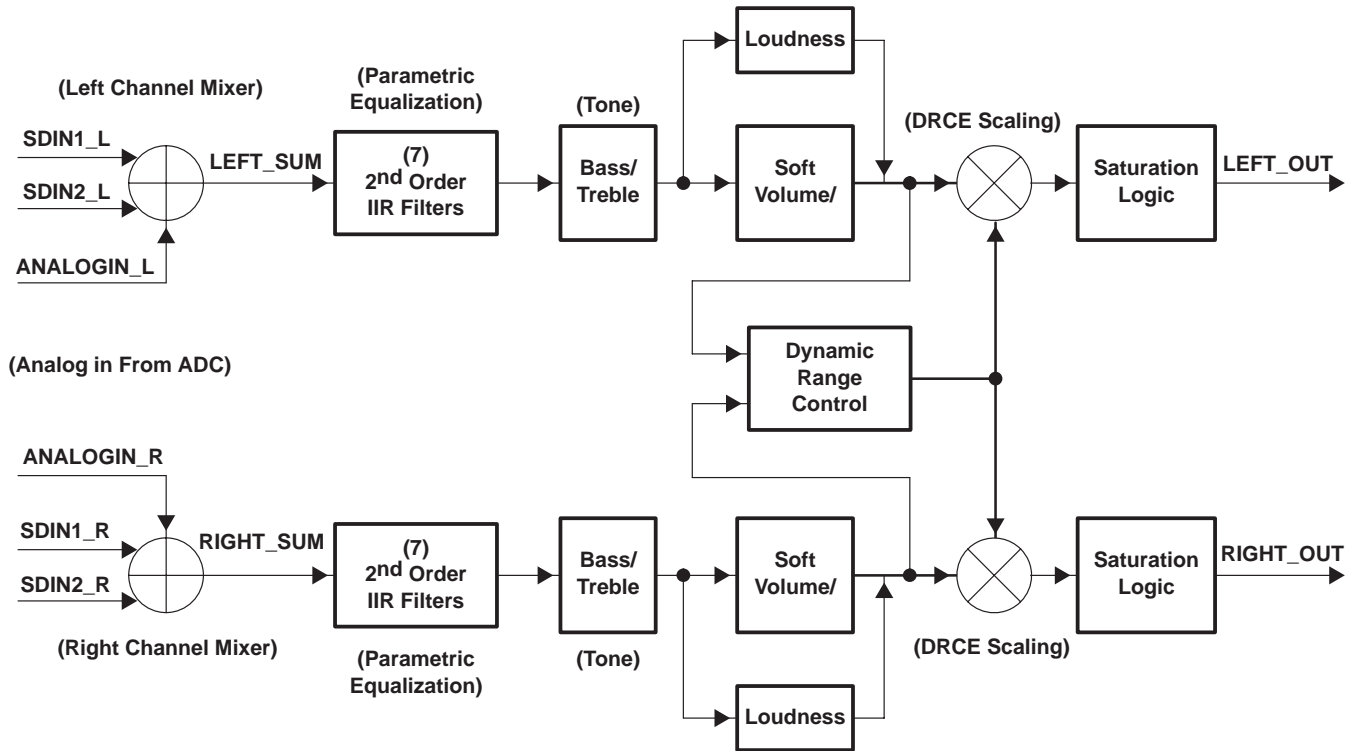 Loudness
(Left Channel Mixer)
(Parametric
Equalization)
(Tone)
(DRCE Scaling)
SDIN1_L
SDIN2_L
ANALOGIN_L
LEFT_SUM
(7)
2nd Order
IIR Filters
Bass/
Treble
Soft
Volume/
Saturation
Logic
LEFT_OUT
(Analog in From ADC)
Dynamic
Range
Control
ANALOGIN_R
SDIN1_R
SDIN2_R
RIGHT_SUM
(7)
2nd Order
IIR Filters
Bass/
Treble
Soft
Volume/
Saturation
Logic
RIGHT_OUT
(Right Channel Mixer)
(Parametric
Equalization)
(Tone)
(DRCE Scaling)
Loudness